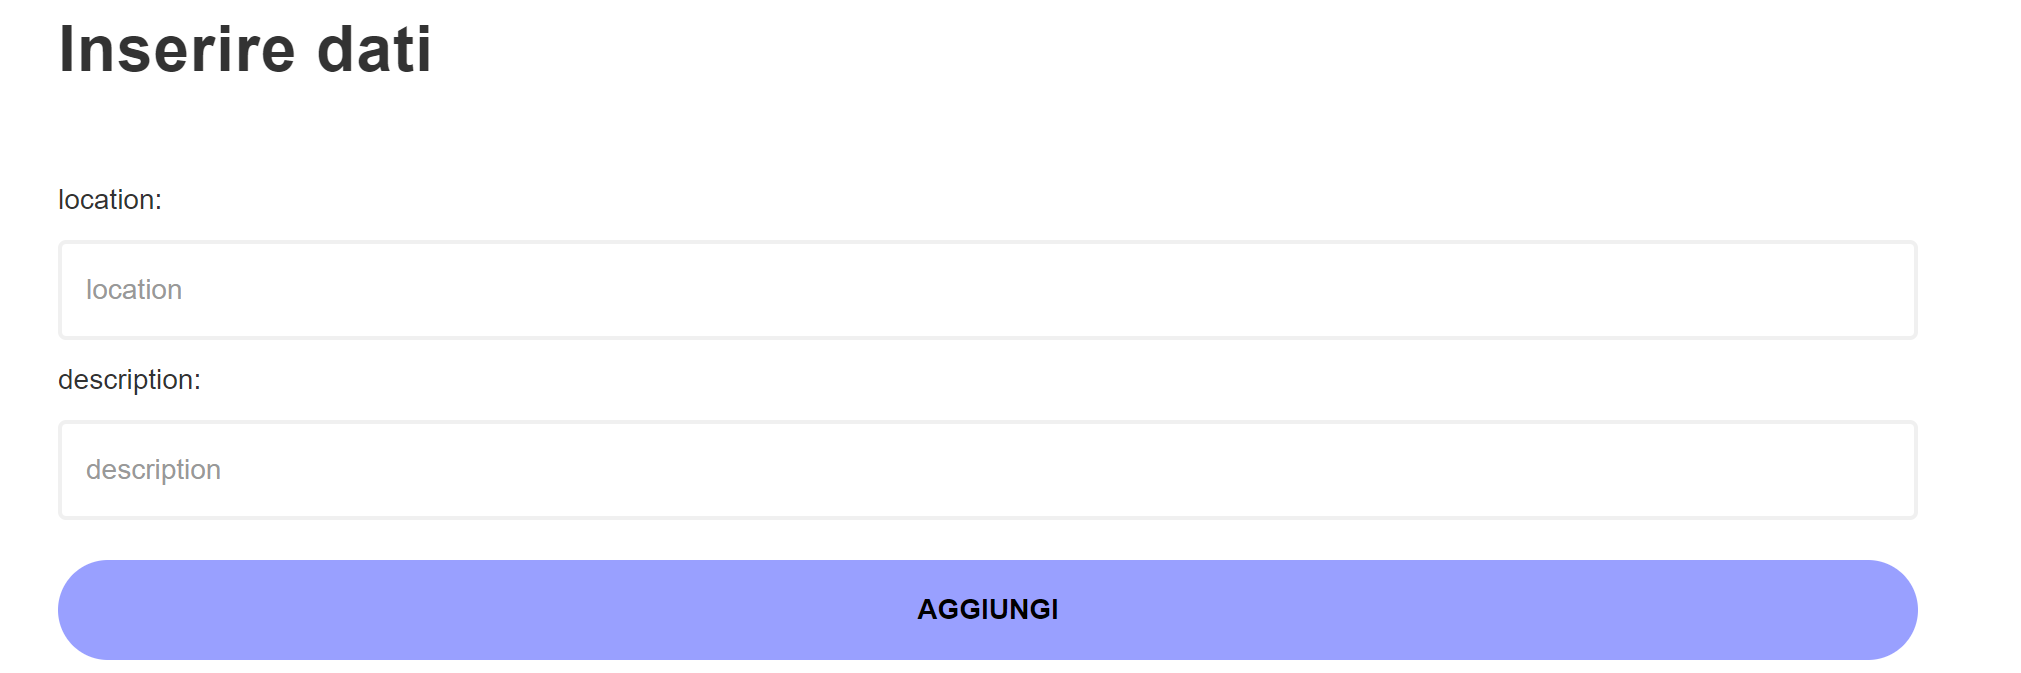 Inserire dati
location:
location
description:
description
AGGIUNGI